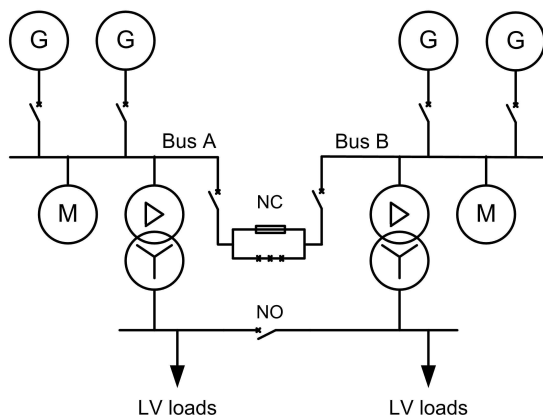 G G G G
Bus A Bus B
NC
M M
NO
LV loads LV loads